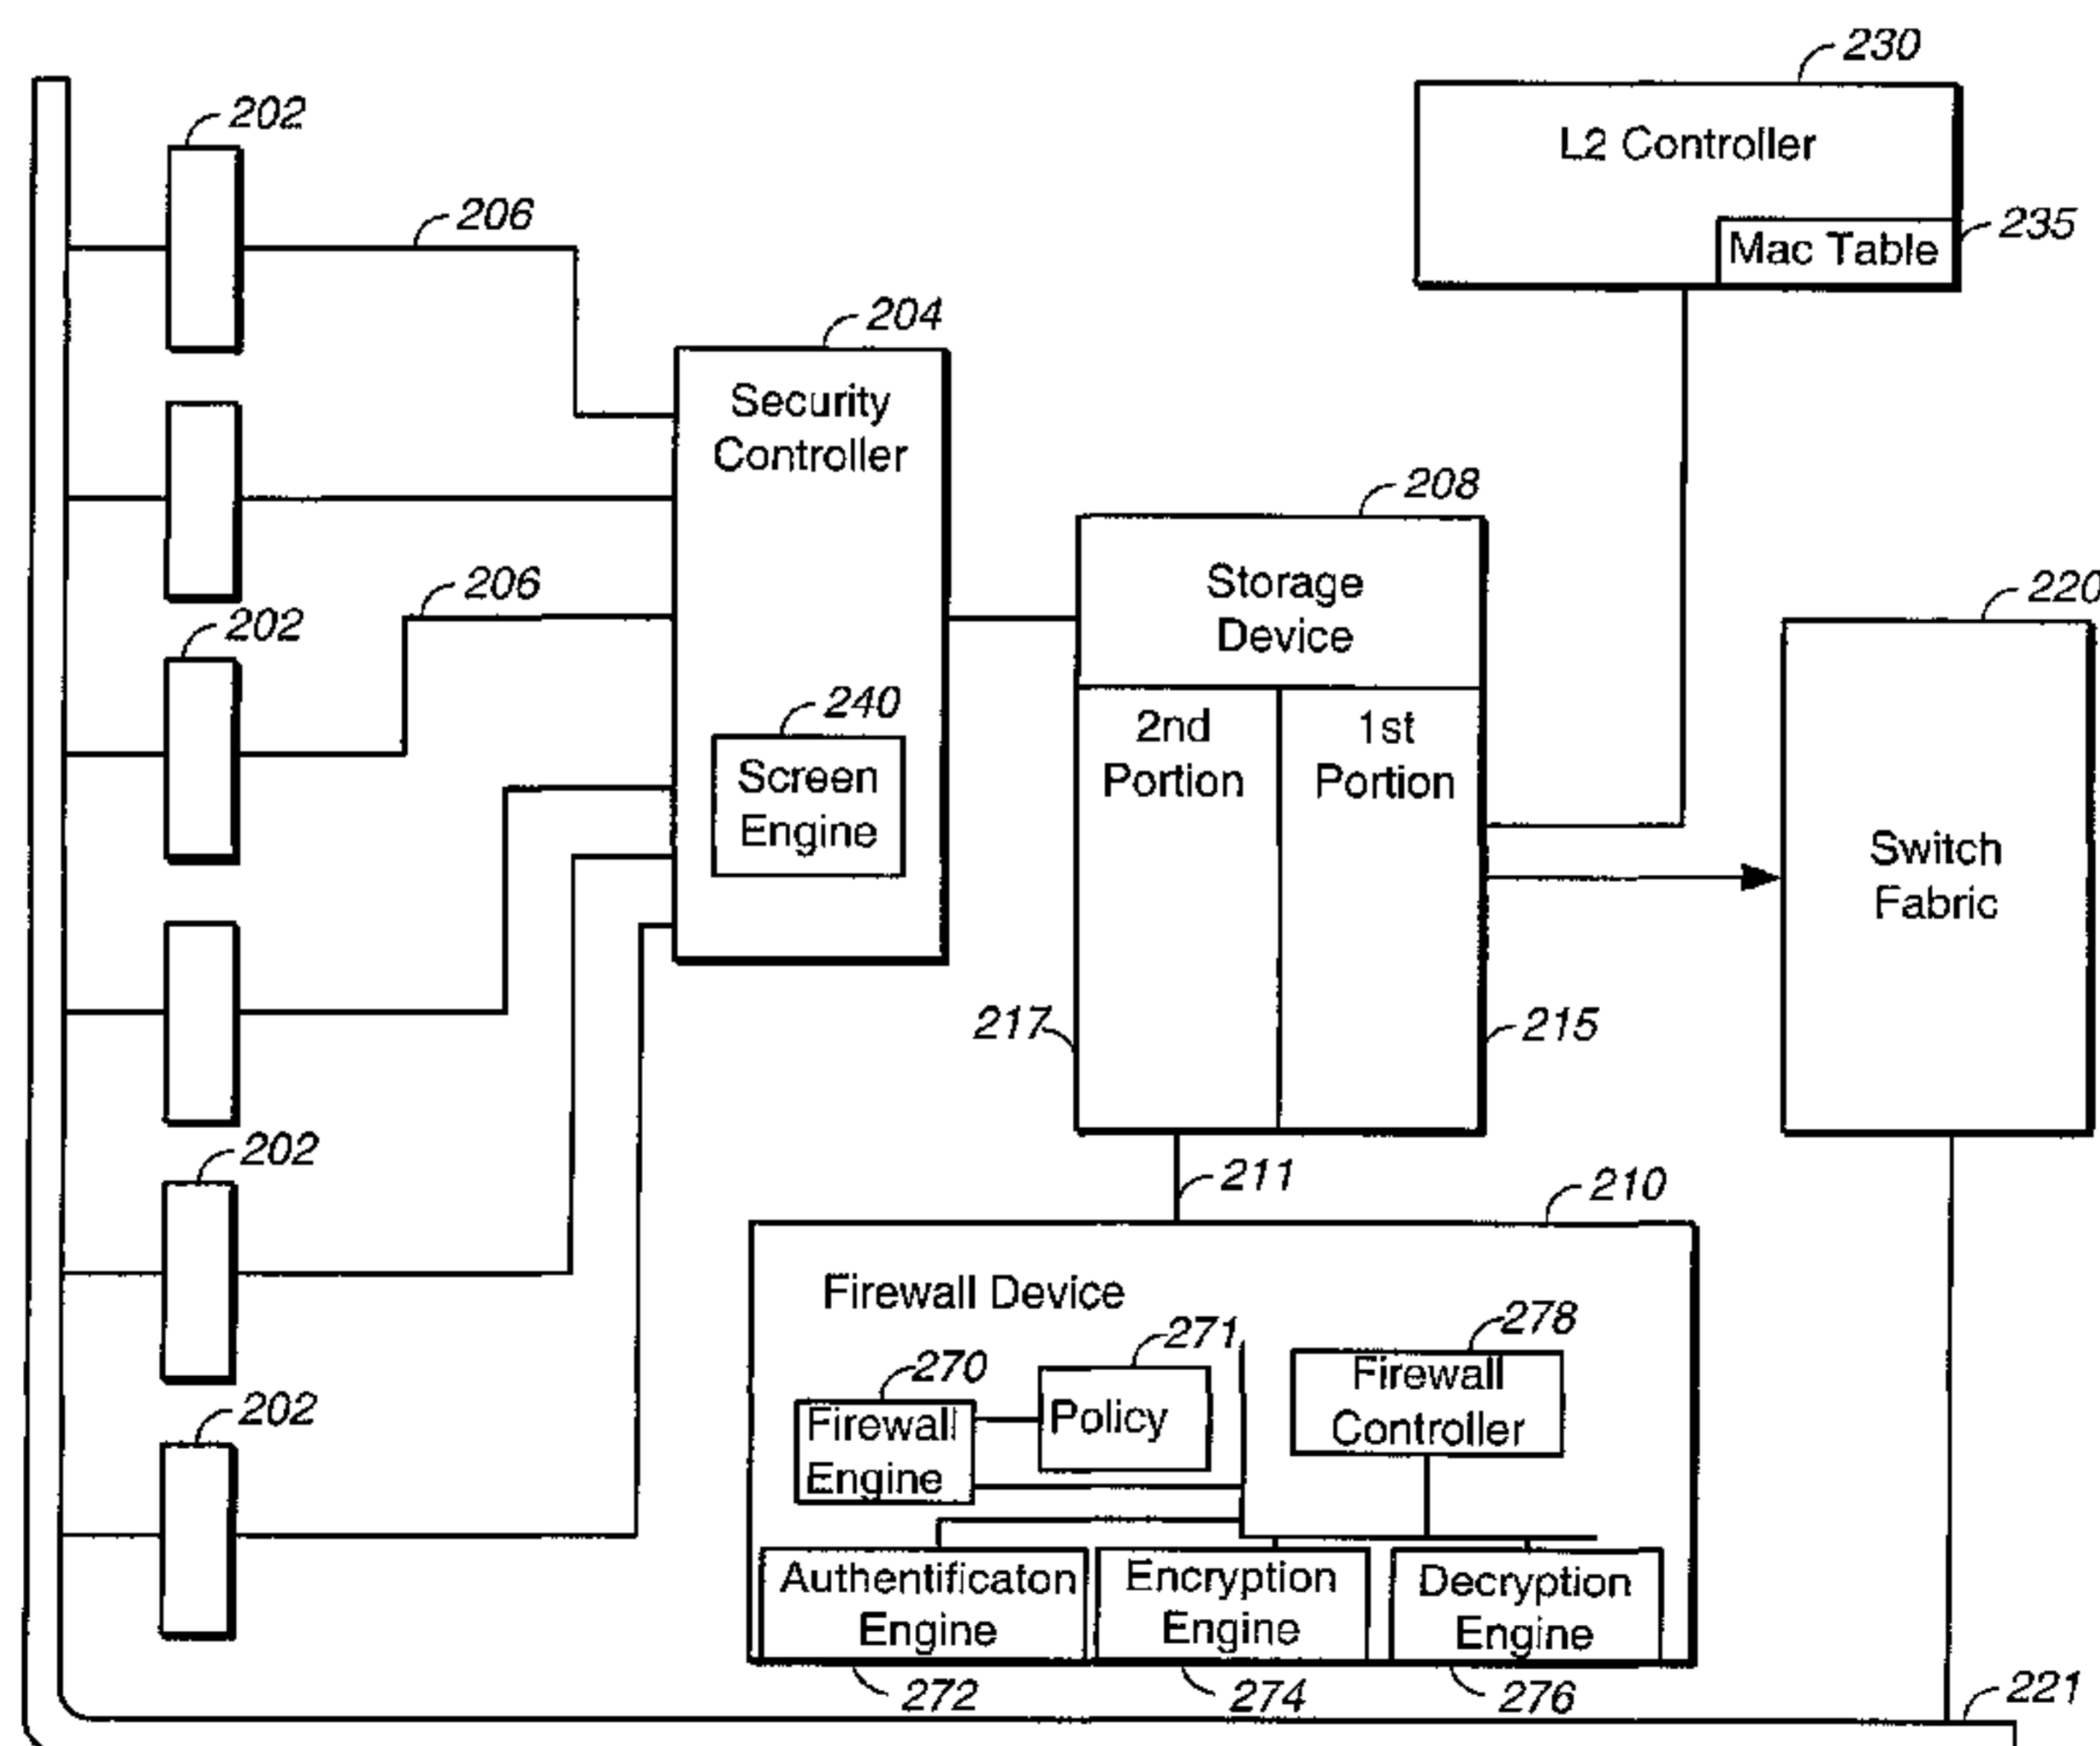 230
L2 Controller
235
Mac Table
202
206
204
Security
Controller
208
Storage
Device
206
220
202
240
Screen
Engine
2nd
Portion
1st
Portion
Switch
Fabric
217
215
202
211
210
Firewall Device
271
278
270
Firewall
Controller
Policy
Firewall
Engine
202
Authentificaton
Engine
Encryption
Engine
Decryption
Engine
272
274
276
221